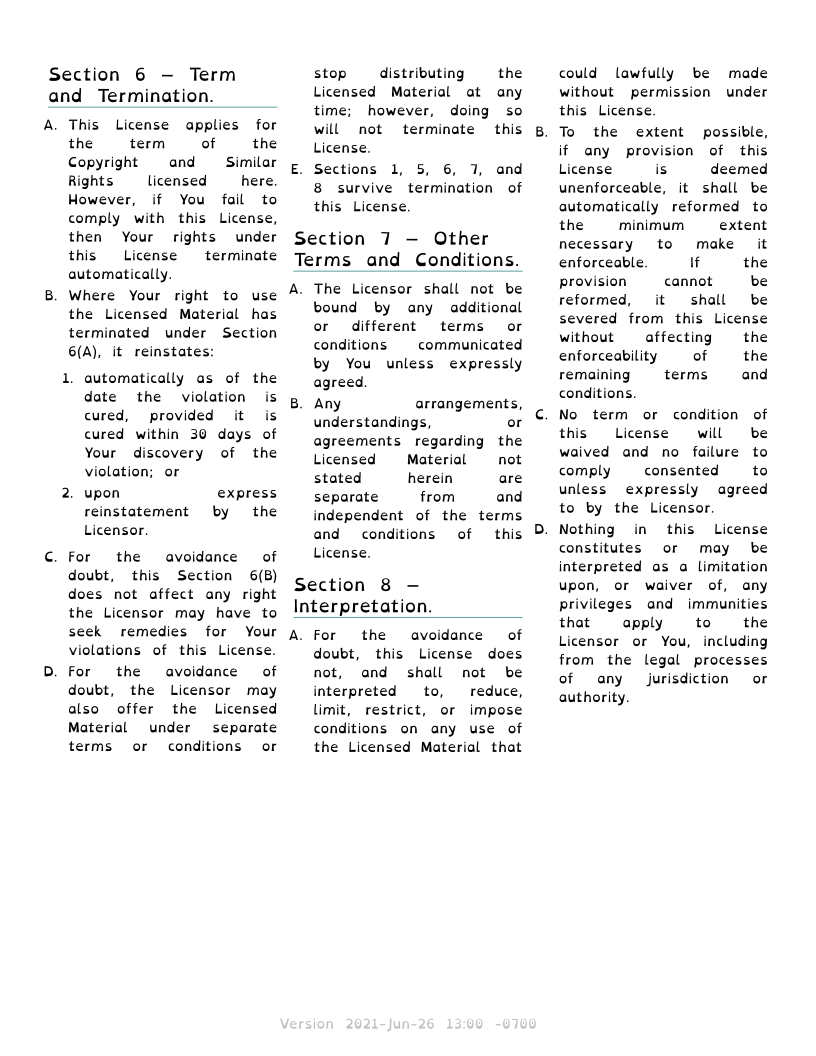 Section 6 – Term
and Termination.
A. This License applies for
the term of the
Copyright and Similar
Rights licensed here.
However, if You fail to
comply with this License,
then Your rights under
this License terminate
automatically.
B. Where Your right to use
the Licensed Material has
terminated under Section
6(A), it reinstates:
1. automatically as of the
date the violation is
cured, provided it is
cured within 30 days of
Your discovery of the
violation; or
2. upon express
reinstatement by the
Licensor.
C. For the avoidance of
doubt, this Section 6(B)
does not affect any right
the Licensor may have to
seek remedies for Your
violations of this License.
D. For the avoidance of
doubt, the Licensor may
also offer the Licensed
Material under separate
terms or conditions or
stop distributing the
Licensed Material at any
time; however, doing so
will not terminate this
License.
E. Sections 1, 5, 6, 7, and
8 survive termination of
this License.
Section 7 – Other
Terms and Conditions.
A. The Licensor shall not be
bound by any additional
or different terms or
conditions communicated
by You unless expressly
agreed.
B. Any arrangements,
understandings, or
agreements regarding the
Licensed Material not
stated herein are
separate from and
independent of the terms
and conditions of this
License.
Section 8 –
Interpretation.
A. For the avoidance of
doubt, this License does
not, and shall not be
interpreted to, reduce,
limit, restrict, or impose
conditions on any use of
the Licensed Material that
could lawfully be made
without permission under
this License.
B. To the extent possible,
if any provision of this
License is deemed
unenforceable, it shall be
automatically reformed to
the minimum extent
necessary to make it
enforceable. If the
provision cannot be
reformed, it shall be
severed from this License
without affecting the
enforceability of the
remaining terms and
conditions.
C. No term or condition of
this License will be
waived and no failure to
comply consented to
unless expressly agreed
to by the Licensor.
D. Nothing in this License
constitutes or may be
interpreted as a limitation
upon, or waiver of, any
privileges and immunities
that apply to the
Licensor or You, including
from the legal processes
of any jurisdiction or
authority.
Version 2021-Jun-26 13:00 -0700